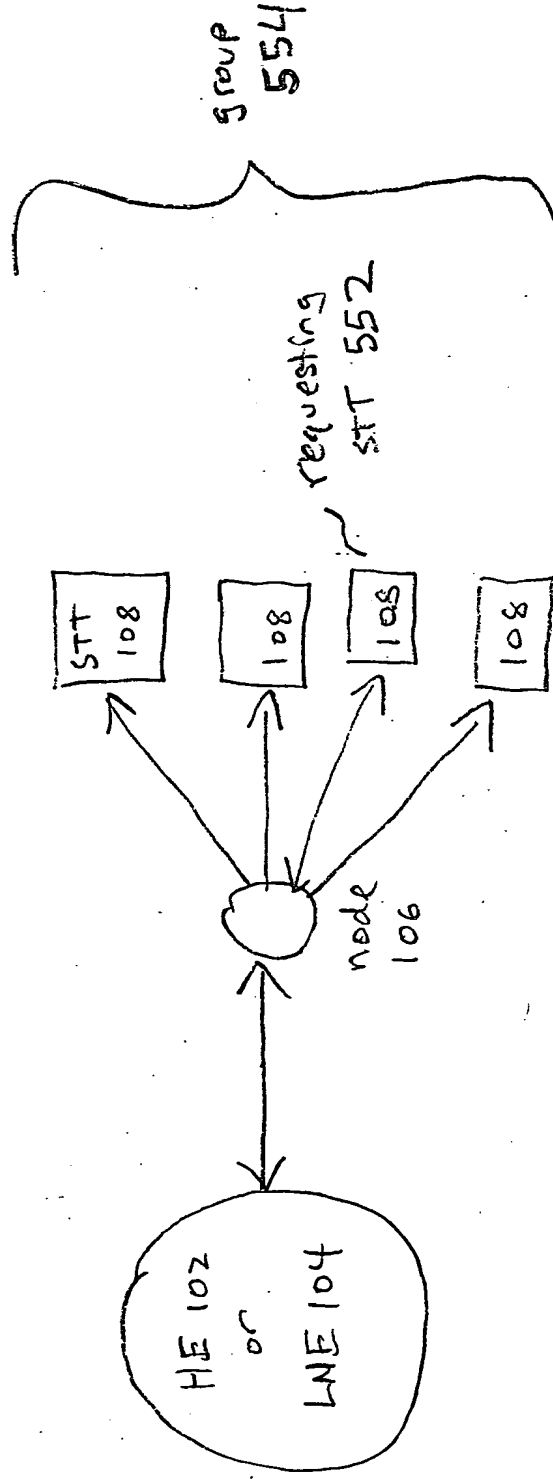 HE 102
or
LNE 104
node
106
STT
108
108
108
108
requesting
STT 552
group
554